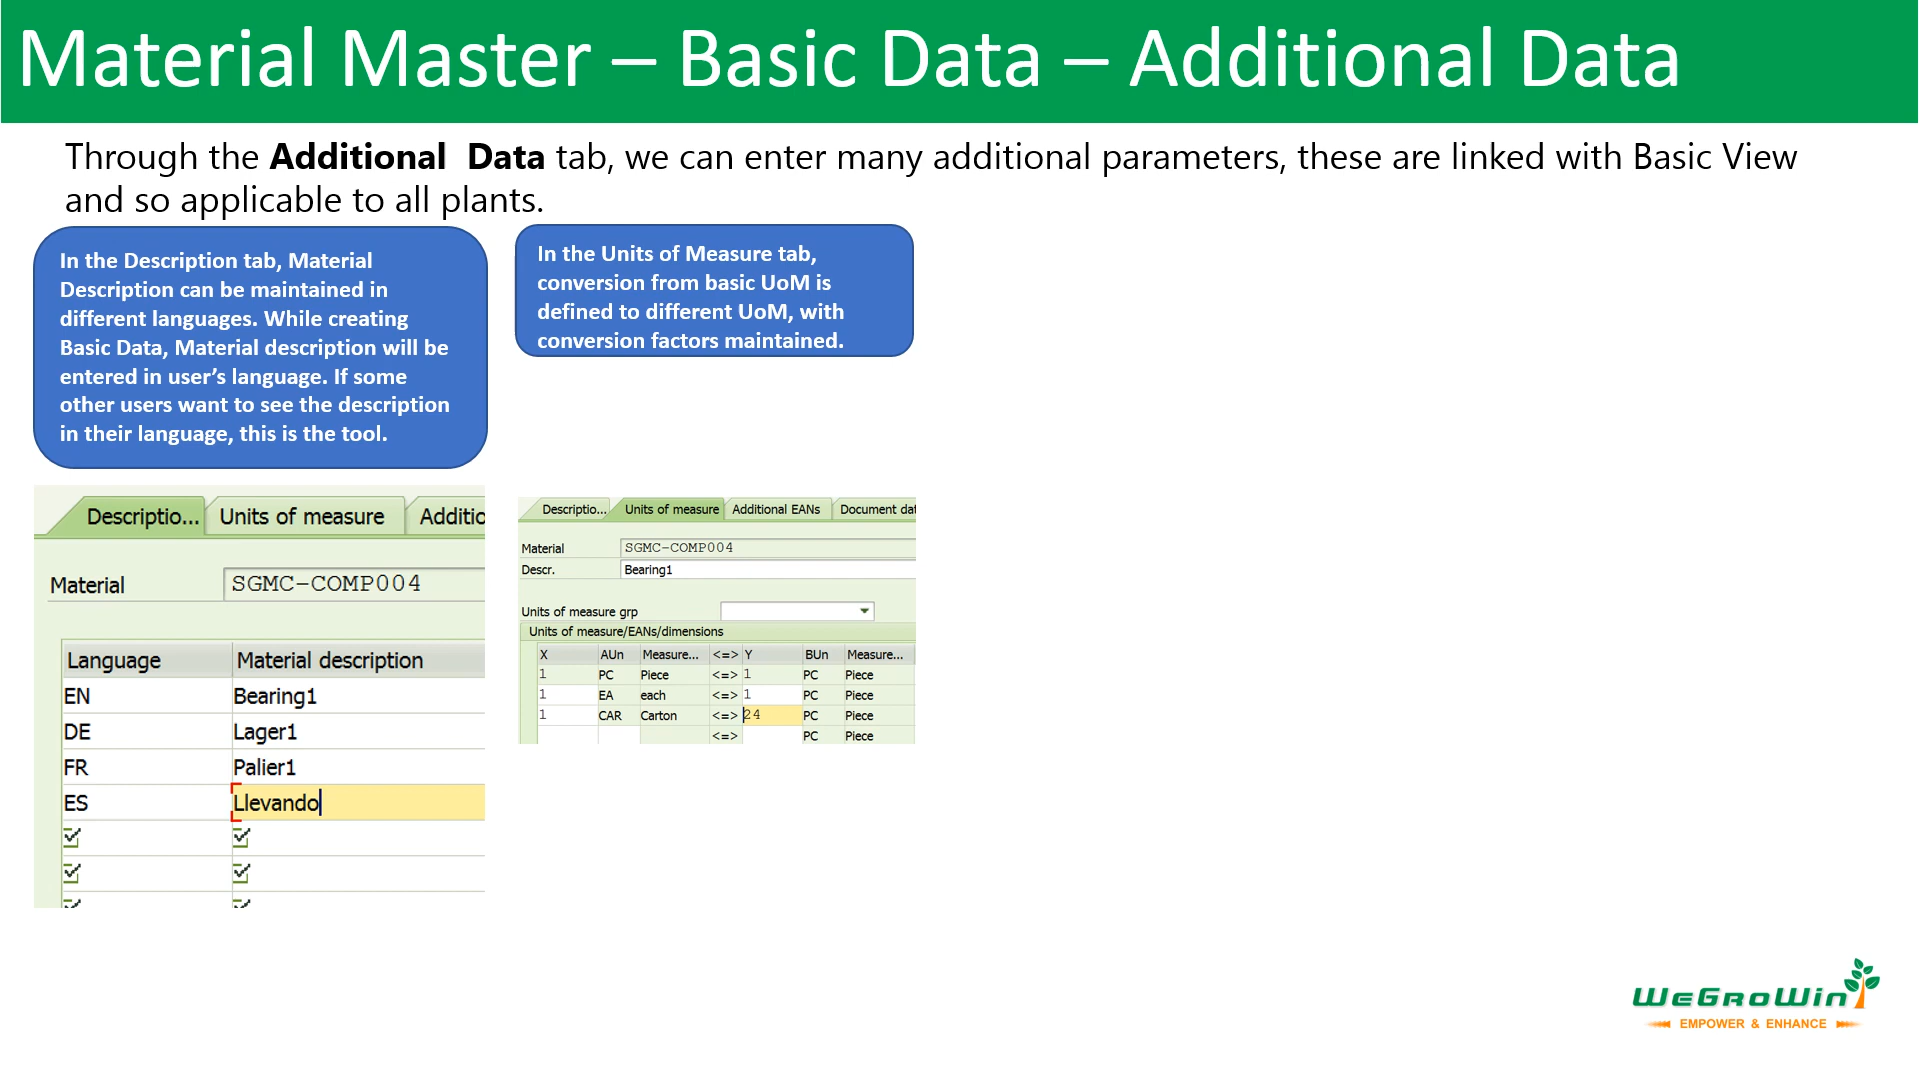 Material Master – Basic Data – Additional Data
Through the Additional Data tab, we can enter many additional parameters, these are linked with Basic View
and so applicable to all plants.
In the Description tab, Material
Description can be maintained in
different languages. While creating
Basic Data, Material description will be
entered in user's language. If some
other users want to see the description
in their language, this is the tool.
In the Units of Measure tab,
conversion from basic UoM is
defined to different UoM, with
conversion factors maintained.
Descriptio... Units of measure Additio
Material SGMC-COMP004
Language Material description
EN Bearing1
DE Lager1
FR Palier1
ES Llevando
Descriptio... Units of measure Additional EANs Document dat
Material SGMC-COMP004
Descr. Bearing1
Units of measure grp
Units of measure/EANs/dimensions
X AUn Measure... <=> Y BUn Measure...
1 PC Piece <=> 1 PC Piece
1 EA each <=> 1 PC Piece
1 CAR Carton <=> 24 PC Piece
<=> PC Piece
WeGroWin
EMPOWER & ENHANCE